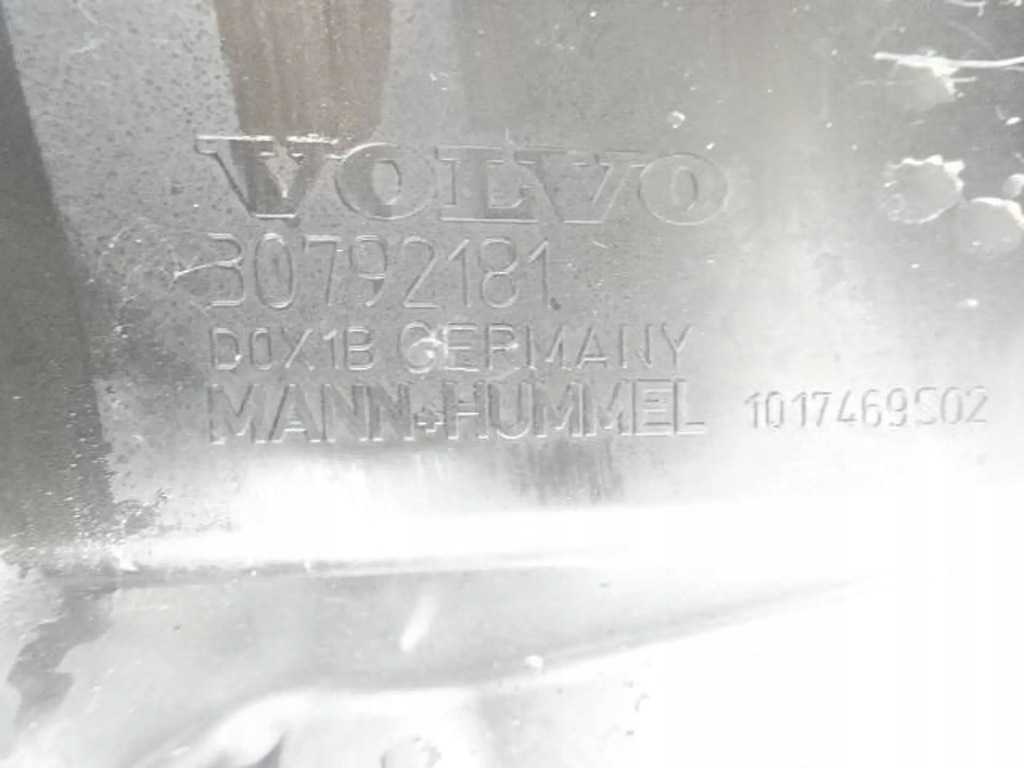 VOLVO
30792181
D0X1B GERMANY
MANN+HUMMEL 1017469S02